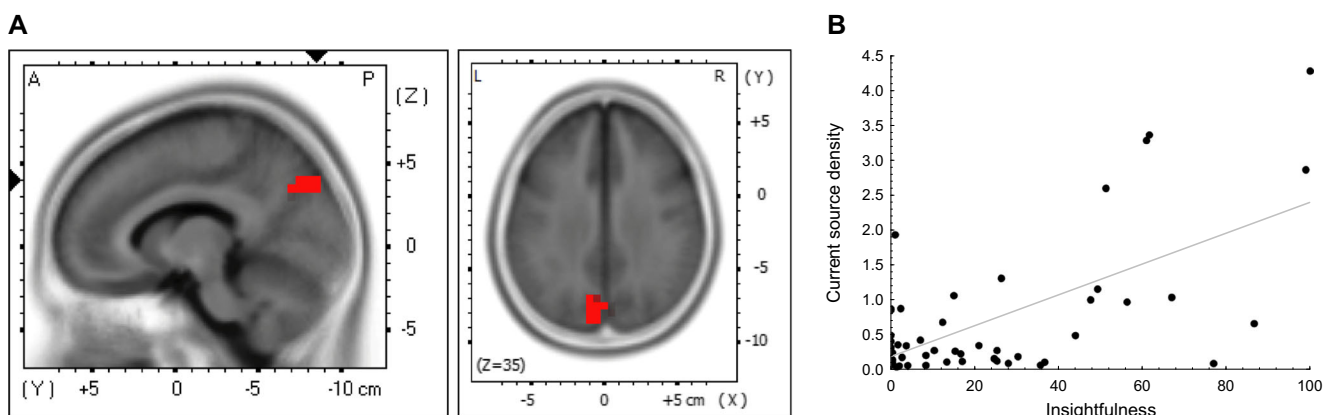 A
A P
(Z)
+5
0
-5
(Y) +5 0 -5 -10 cm
L R
(Y)
+5
0
-5
-10
(Z=35)
-5 0 +5 cm (X)
B
4.5
4.0
3.5
3.0
2.5
2.0
1.5
1.0
0.5
0.0
Current source density
0 20 40 60 80 100
Insightfulness